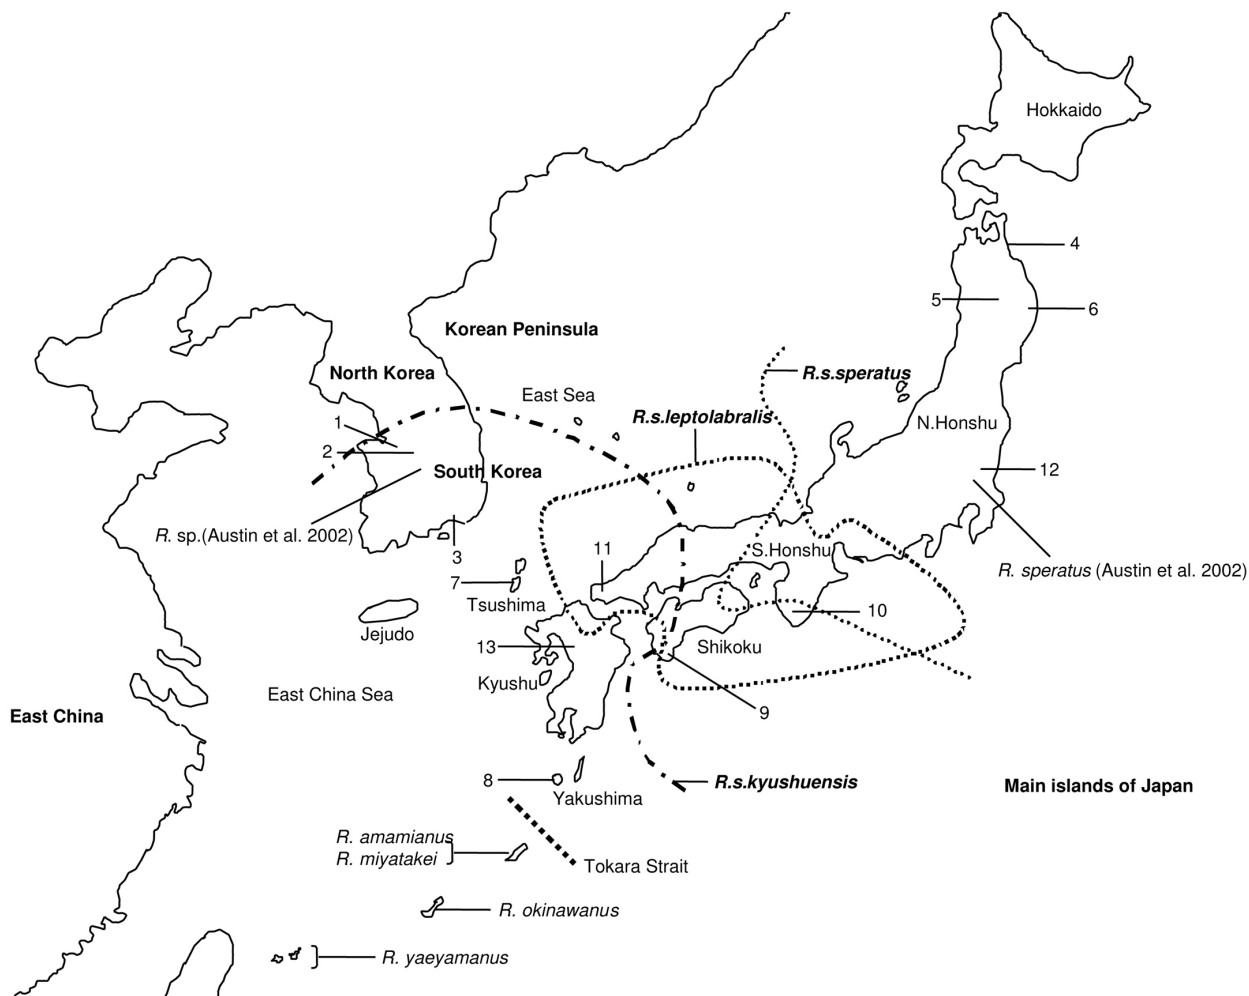 Hokkaido
4
5
6
Korean Peninsula
North Korea
R.s.speratus
East Sea
R.s.leptolabralis
1
N.Honshu
2
South Korea
12
R. sp.(Austin et al. 2002)
3
11
S.Honshu
R. speratus (Austin et al. 2002)
7
Tsushima
Jejudo
10
13
Shikoku
Kyushu
East China Sea
9
East China
8
R.s.kyushuensis
Main islands of Japan
Yakushima
R. amamianus
R. miyatakei
Tokara Strait
R. okinawanus
R. yaeyamanus